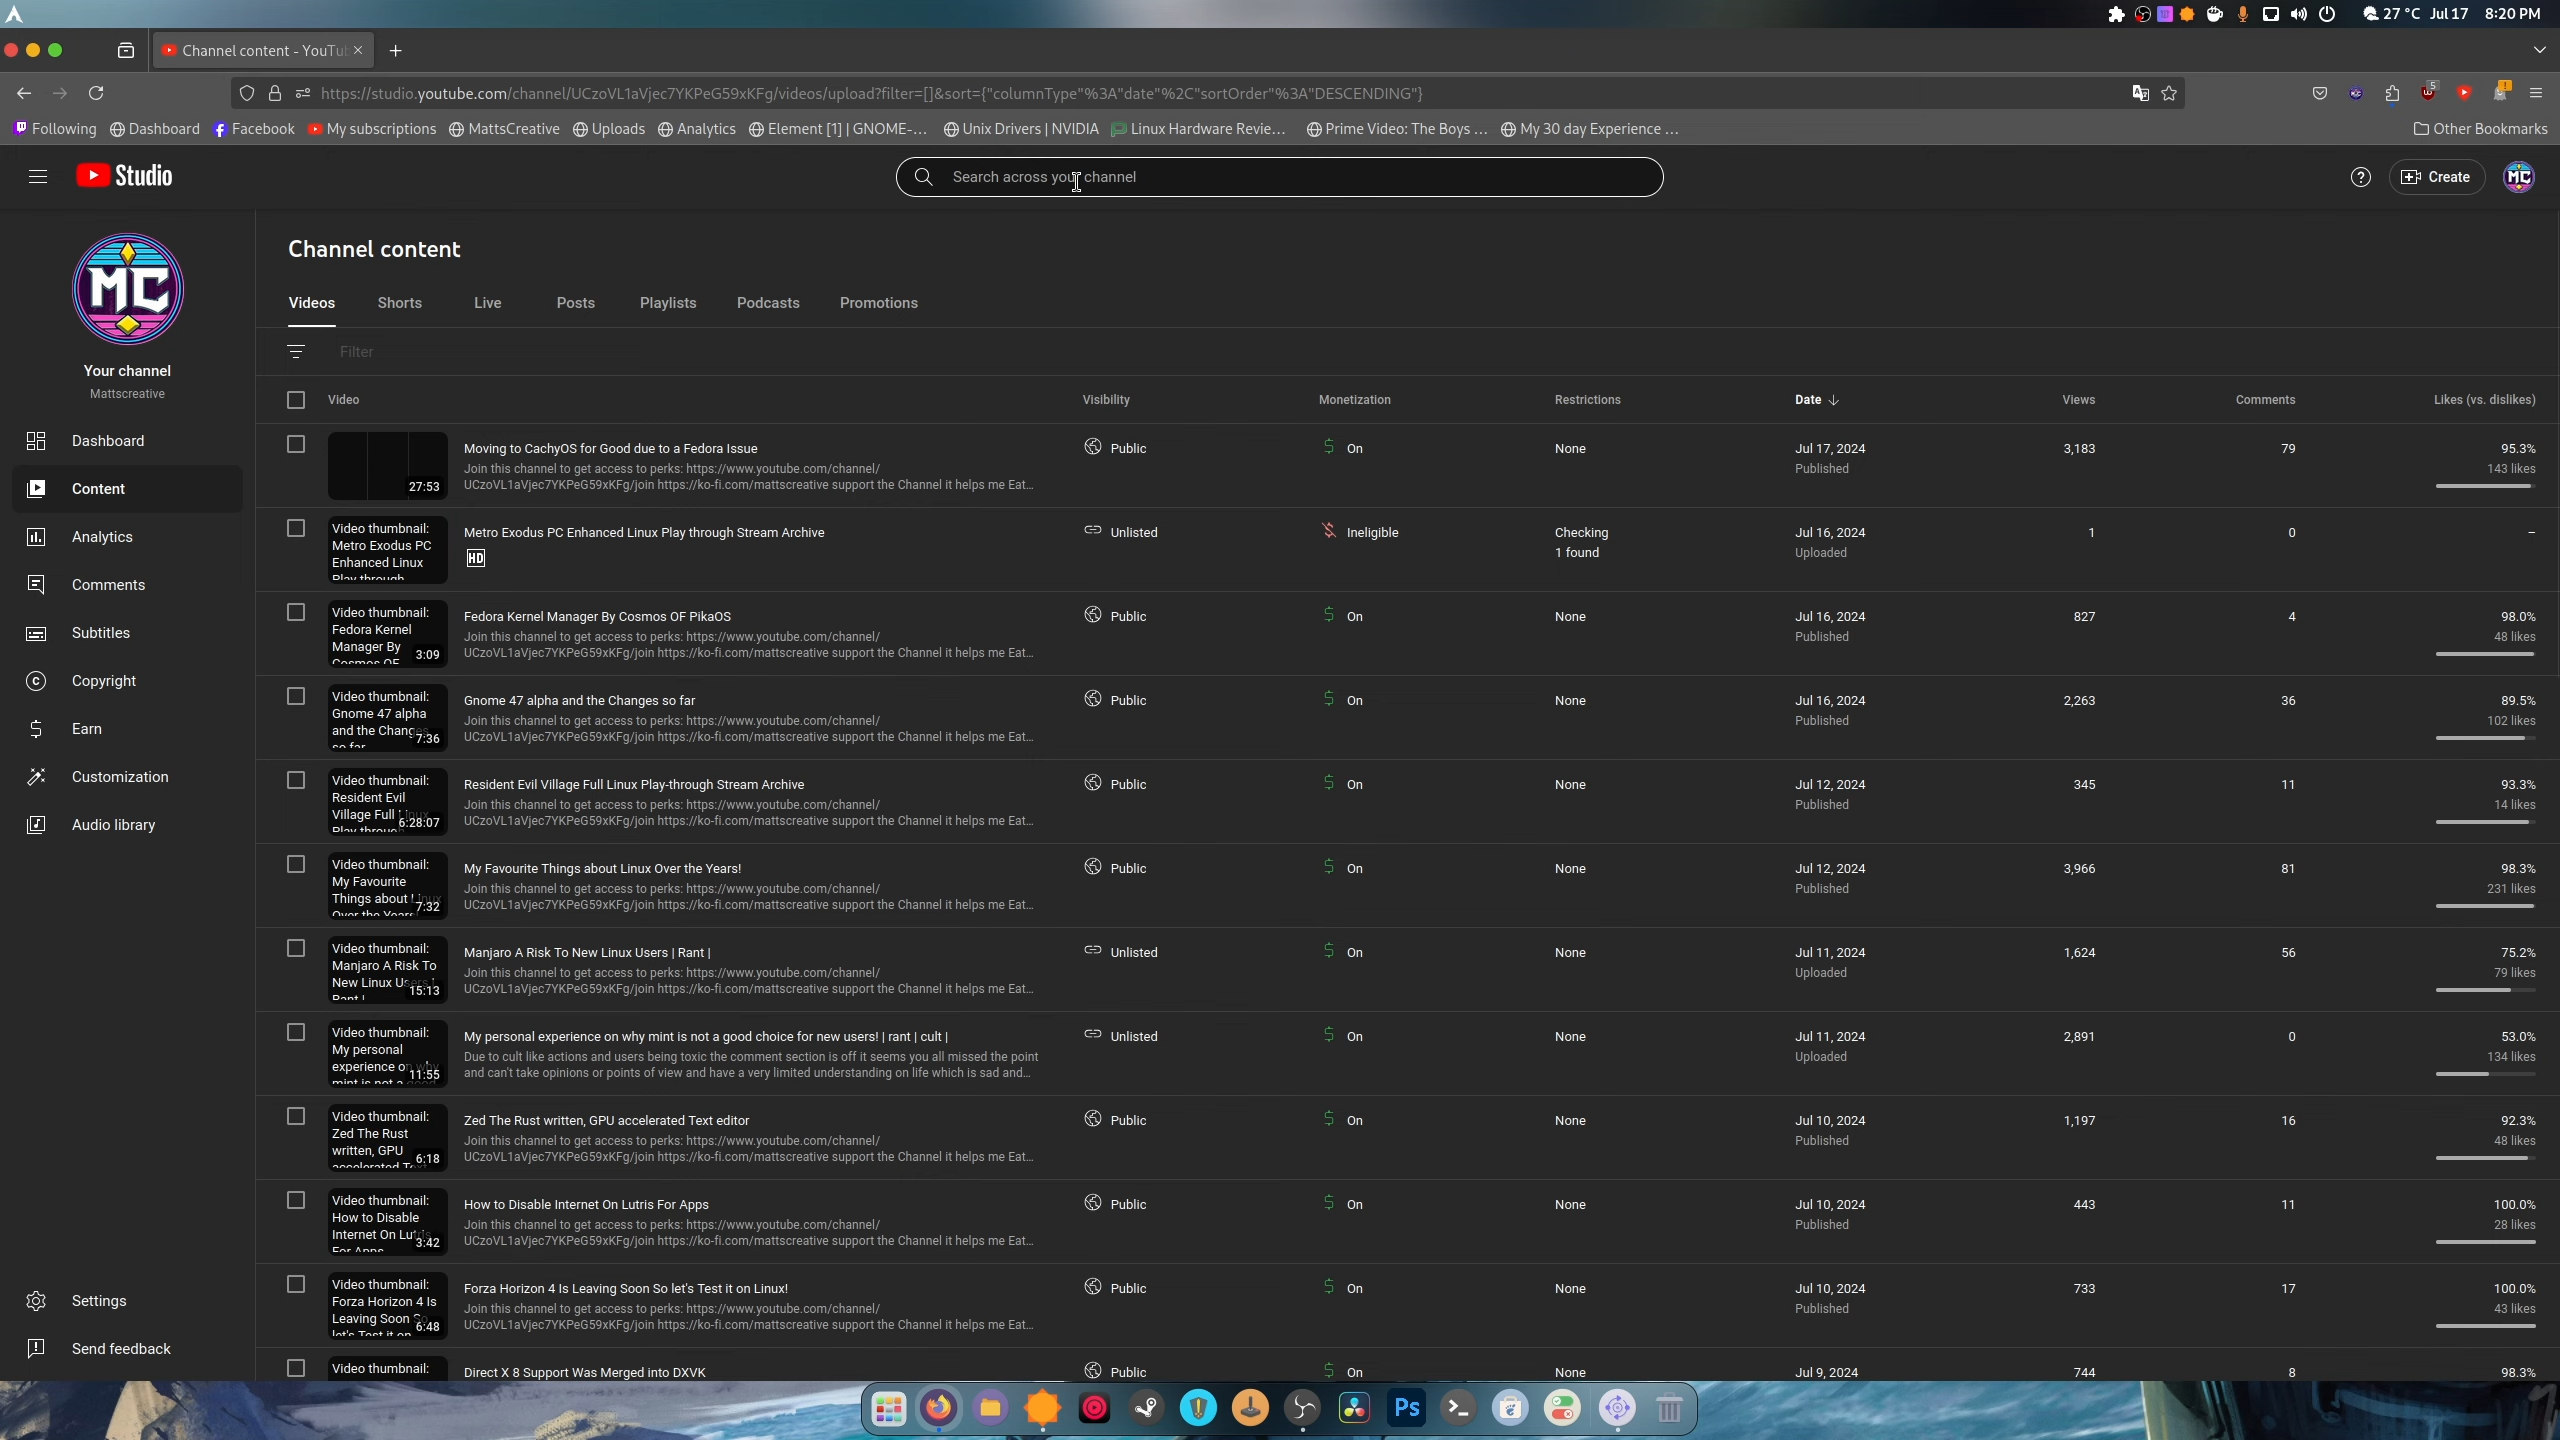 27 °C Jul 17 8:20 PM
Channel content - YouTu
https://studio.youtube.com/channel/UCzoVL1aVjec7YKPeG59xKFg/videos/upload?filter=[]&sort={"columnType"%3A"date"%2C"sortOrder"%3A"DESCENDING"}
5
Following Dashboard Facebook My subscriptions MattsCreative Uploads Analytics Element [1] | GNOME-... Unix Drivers | NVIDIA Linux Hardware Revie... Prime Video: The Boys ... My 30 day Experience ... Other Bookmarks
Studio
Search across your channel
Create
MC
MC
Your channel
Mattscreative
Dashboard
Content
Analytics
Comments
Subtitles
Copyright
Earn
Customization
Audio library
Settings
Send feedback
Channel content
Videos Shorts Live Posts Playlists Podcasts Promotions
Filter
Video Visibility Monetization Restrictions Date Views Comments Likes (vs. dislikes)
27:53
Moving to CachyOS for Good due to a Fedora Issue Public On None Jul 17, 2024 3,183 79 95.3%
Join this channel to get access to perks: https://www.youtube.com/channel/ Published 143 likes
UCzoVL1aVjec7YKPeG59xKFg/join https://ko-fi.com/mattscreative support the Channel it helps me Eat...
Video thumbnail:
Metro Exodus PC
Enhanced Linux
Play through
Metro Exodus PC Enhanced Linux Play through Stream Archive Unlisted Ineligible Checking Jul 16, 2024 1 0 –
HD 1 found Uploaded
Video thumbnail:
Fedora Kernel
Manager By
Cosmos OF
3:09
Fedora Kernel Manager By Cosmos OF PikaOS Public On None Jul 16, 2024 827 4 98.0%
Join this channel to get access to perks: https://www.youtube.com/channel/ Published 48 likes
UCzoVL1aVjec7YKPeG59xKFg/join https://ko-fi.com/mattscreative support the Channel it helps me Eat...
Video thumbnail:
Gnome 47 alpha
and the Changes
so far
7:36
Gnome 47 alpha and the Changes so far Public On None Jul 16, 2024 2,263 36 89.5%
Join this channel to get access to perks: https://www.youtube.com/channel/ Published 102 likes
UCzoVL1aVjec7YKPeG59xKFg/join https://ko-fi.com/mattscreative support the Channel it helps me Eat...
Video thumbnail:
Resident Evil
Village Full Linux
Play-through
6:28:07
Resident Evil Village Full Linux Play-through Stream Archive Public On None Jul 12, 2024 345 11 93.3%
Join this channel to get access to perks: https://www.youtube.com/channel/ Published 14 likes
UCzoVL1aVjec7YKPeG59xKFg/join https://ko-fi.com/mattscreative support the Channel it helps me Eat...
Video thumbnail:
My Favourite
Things about Linux
Over the Years!
7:32
My Favourite Things about Linux Over the Years! Public On None Jul 12, 2024 3,966 81 98.3%
Join this channel to get access to perks: https://www.youtube.com/channel/ Published 231 likes
UCzoVL1aVjec7YKPeG59xKFg/join https://ko-fi.com/mattscreative support the Channel it helps me Eat...
Video thumbnail:
Manjaro A Risk To
New Linux Users |
Rant |
15:13
Manjaro A Risk To New Linux Users | Rant | Unlisted On None Jul 11, 2024 1,624 56 75.2%
Join this channel to get access to perks: https://www.youtube.com/channel/ Uploaded 79 likes
UCzoVL1aVjec7YKPeG59xKFg/join https://ko-fi.com/mattscreative support the Channel it helps me Eat...
Video thumbnail:
My personal
experience on why
mint is not a good
11:55
My personal experience on why mint is not a good choice for new users! | rant | cult | Unlisted On None Jul 11, 2024 2,891 0 53.0%
Due to cult like actions and users being toxic the comment section is off it seems you all missed the point Uploaded 134 likes
and can't take opinions or points of view and have a very limited understanding on life which is sad and...
Video thumbnail:
Zed The Rust
written, GPU
accelerated Text
6:18
Zed The Rust written, GPU accelerated Text editor Public On None Jul 10, 2024 1,197 16 92.3%
Join this channel to get access to perks: https://www.youtube.com/channel/ Published 48 likes
UCzoVL1aVjec7YKPeG59xKFg/join https://ko-fi.com/mattscreative support the Channel it helps me Eat...
Video thumbnail:
How to Disable
Internet On Lutris
For Apps
3:42
How to Disable Internet On Lutris For Apps Public On None Jul 10, 2024 443 11 100.0%
Join this channel to get access to perks: https://www.youtube.com/channel/ Published 28 likes
UCzoVL1aVjec7YKPeG59xKFg/join https://ko-fi.com/mattscreative support the Channel it helps me Eat...
Video thumbnail:
Forza Horizon 4 Is
Leaving Soon So
let's Test it on
6:48
Forza Horizon 4 Is Leaving Soon So let's Test it on Linux! Public On None Jul 10, 2024 733 17 100.0%
Join this channel to get access to perks: https://www.youtube.com/channel/ Published 43 likes
UCzoVL1aVjec7YKPeG59xKFg/join https://ko-fi.com/mattscreative support the Channel it helps me Eat...
Video thumbnail:
Direct X 8 Support Was Merged into DXVK Public On None Jul 9, 2024 744 8 98.3%
Ps